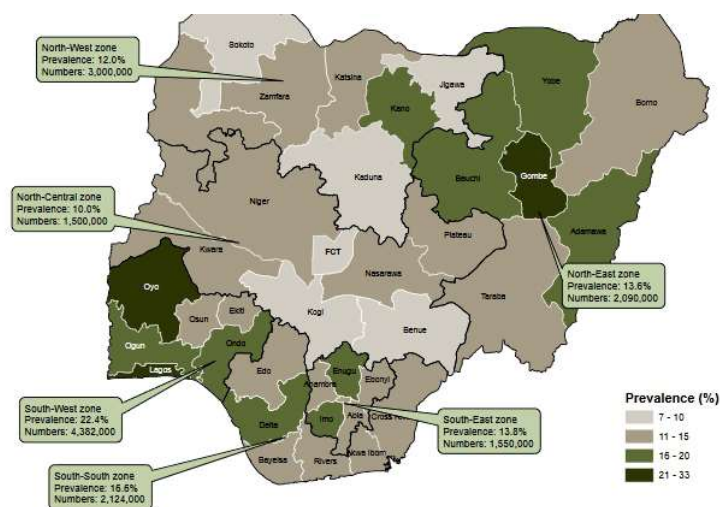 Sokoto
North-West zone
Prevalence: 12.0%
Numbers: 3,000,000
Katsina
Jigawa
Yobe
Borno
Zamfara
Kano
Kaduna
Bauchi
Gombe
North-Central zone
Prevalence: 10.0%
Numbers: 1,500,000
Niger
Adamawa
Plateau
Kwara
FCT
Nasarawa
North-East zone
Prevalence: 13.6%
Numbers: 2,090,000
Oyo
Taraba
Kogi
Benue
Osun
Ekiti
Ogun
Ondo
Lagos
Edo
Enugu
Anambra
Ebonyi
South-West zone
Prevalence: 22.4%
Numbers: 4,382,000
Delta
Imo
Abia
Cross
South-East zone
Prevalence: 13.8%
Numbers: 1,550,000
South-South zone
Prevalence: 16.6%
Numbers: 2,124,000
Bayelsa
Rivers
Akwa Ibom
Prevalence (%)
7 - 10
11 - 15
16 - 20
21 - 33